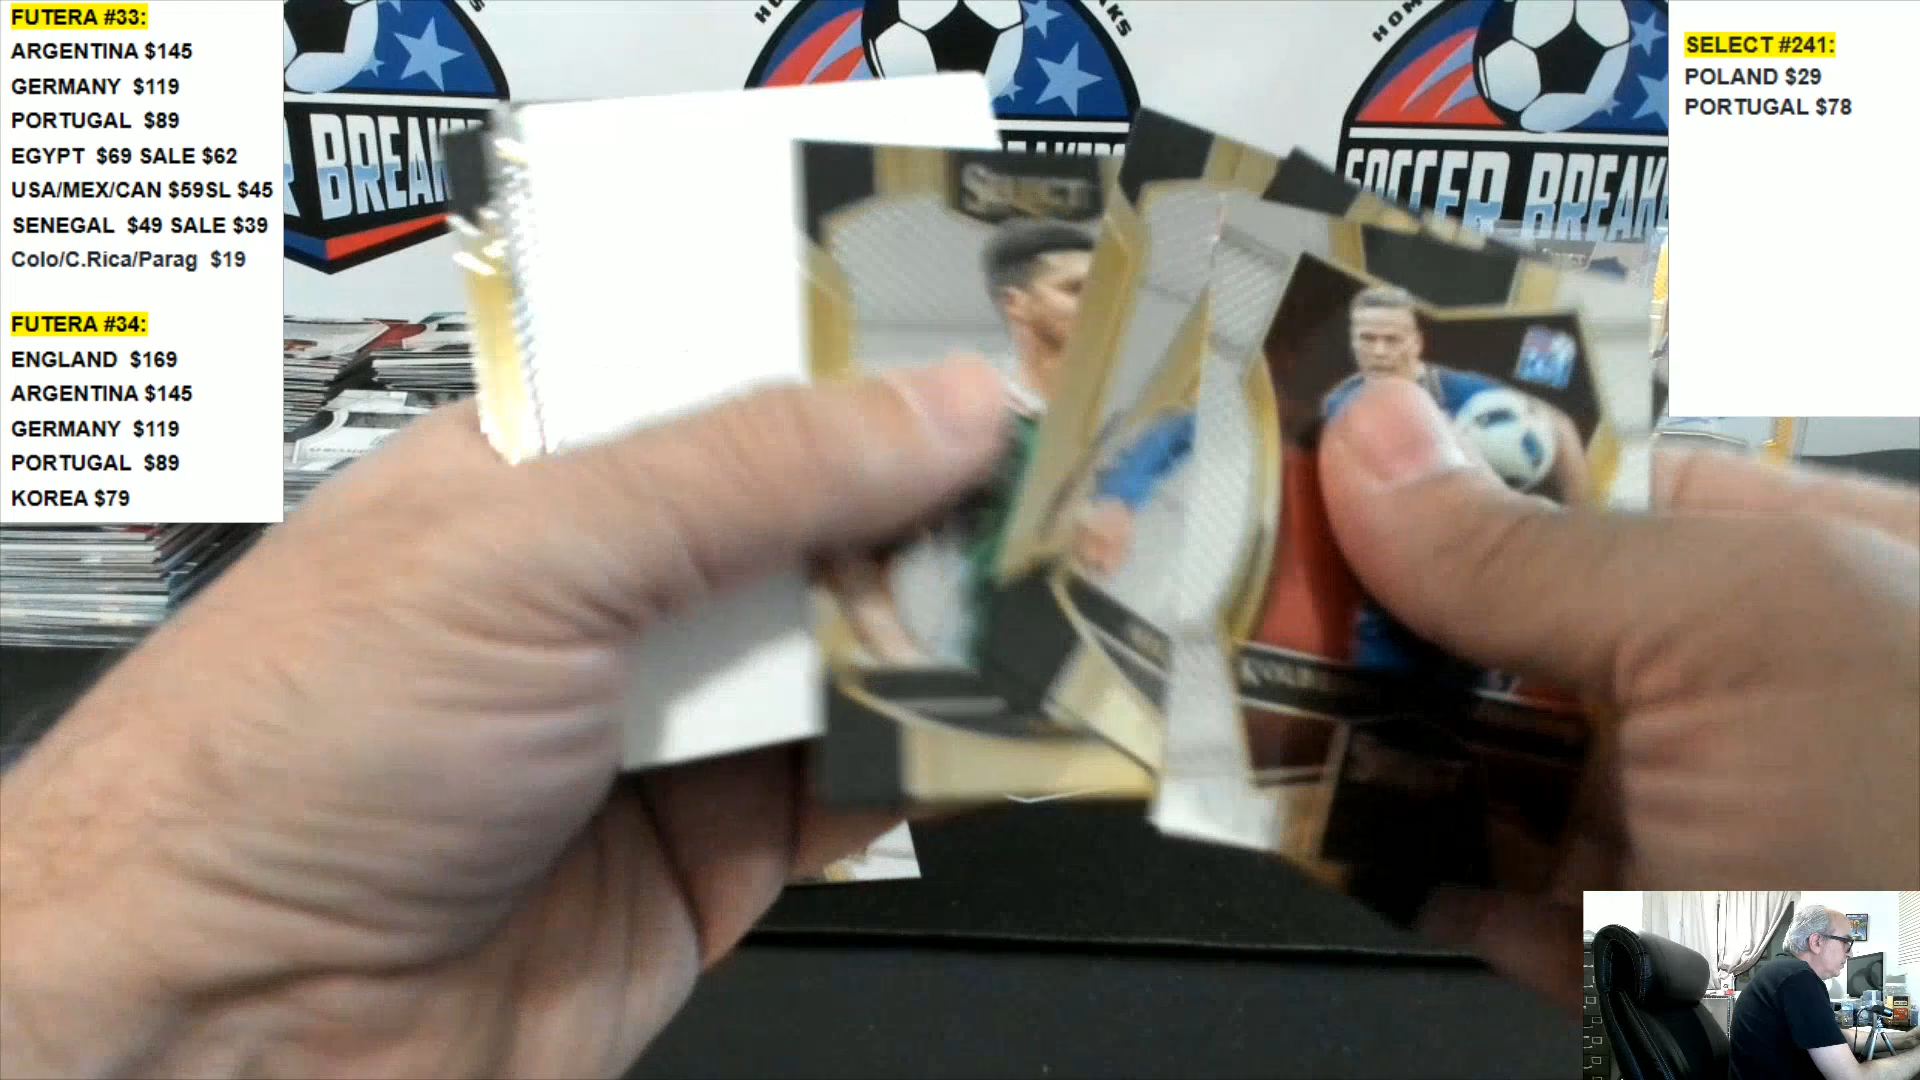 FUTERA #33:
ARGENTINA $145
GERMANY $119
PORTUGAL $89
EGYPT $69 SALE $62
USA/MEX/CAN $59SL $45
SENEGAL $49 SALE $39
Colo/C.Rica/Parag $19
FUTERA #34:
ENGLAND $169
ARGENTINA $145
GERMANY $119
PORTUGAL $89
KOREA $79
SELECT #241:
POLAND $29
PORTUGAL $78
SOCCER BREAK
BREAK
SELECT